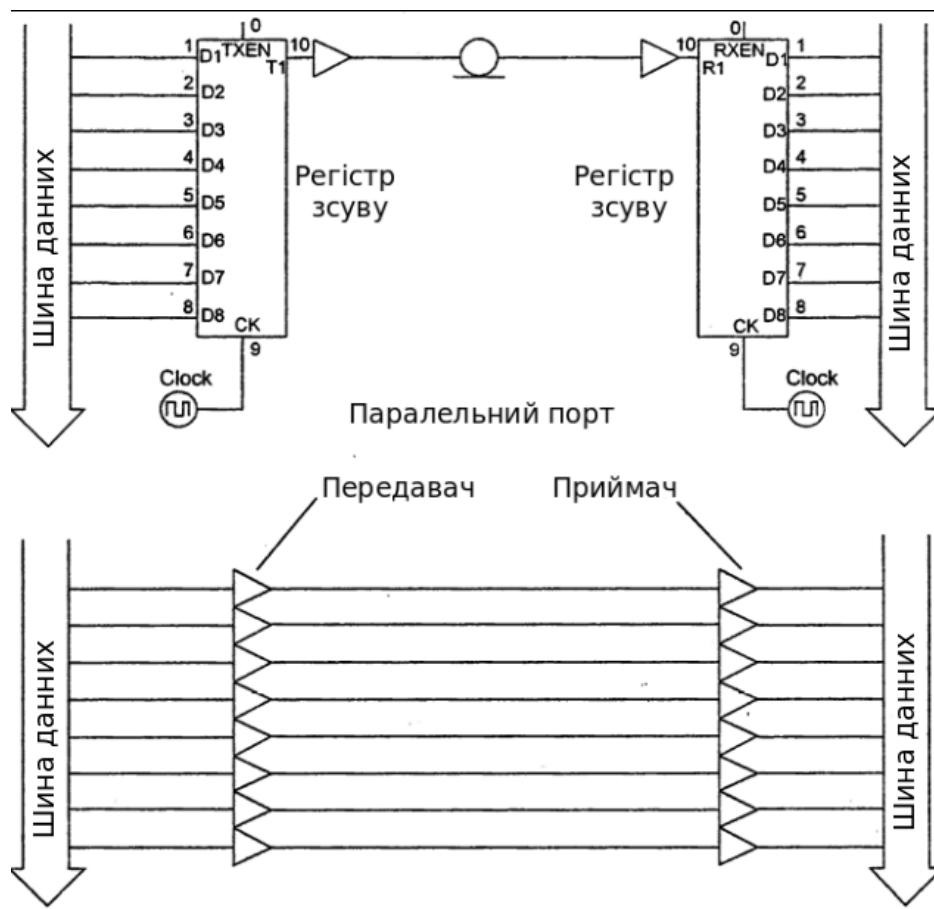 0 0
1 D1 TXEN 10 10 RXEN D1 1
T1 R1
2 D2 D2 2
3 D3 D3 3
4 D4 D4 4
Регістр Регістр
зсуву зсуву
5 D5 D5 5
6 D6 D6 6
7 D7 D7 7
8 D8 D8 8
CK CK
9 9
Шина данних
Шина данних
Clock Clock
Паралельний порт
Передавач Приймач
Шина данних
Шина данних